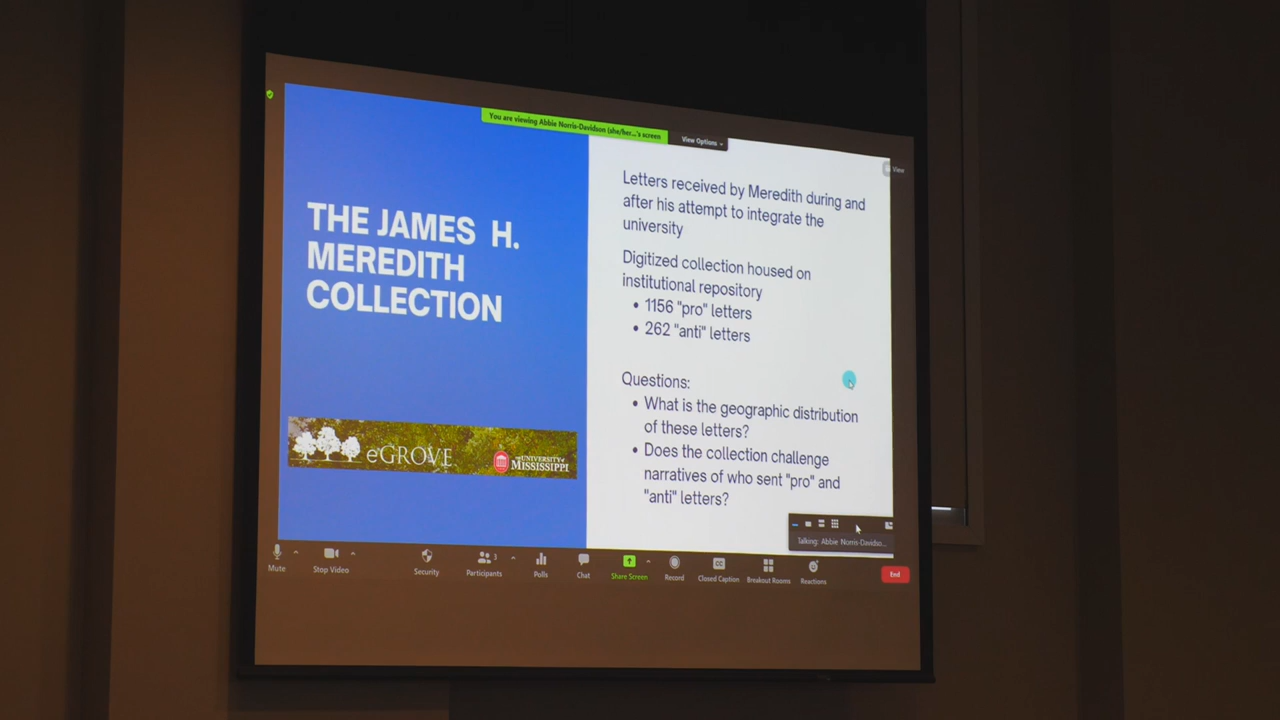 You are viewing Abbie Norris-Davidson (she/her...'s screen
View Options
View
THE JAMES H.
MEREDITH
COLLECTION
eGROVE
THE UNIVERSITY of
MISSISSIPPI
Letters received by Meredith during and
after his attempt to integrate the
university
Digitized collection housed on
institutional repository
• 1156 "pro" letters
• 262 "anti" letters
Questions:
• What is the geographic distribution
of these letters?
• Does the collection challenge
narratives of who sent "pro" and
"anti" letters?
Talking: Abbie Norris-Davidso...
Mute
Stop Video
Security
Participants
3
Polls
Chat
Share Screen
Record
CC
Closed Caption
Breakout Rooms
Reactions
End